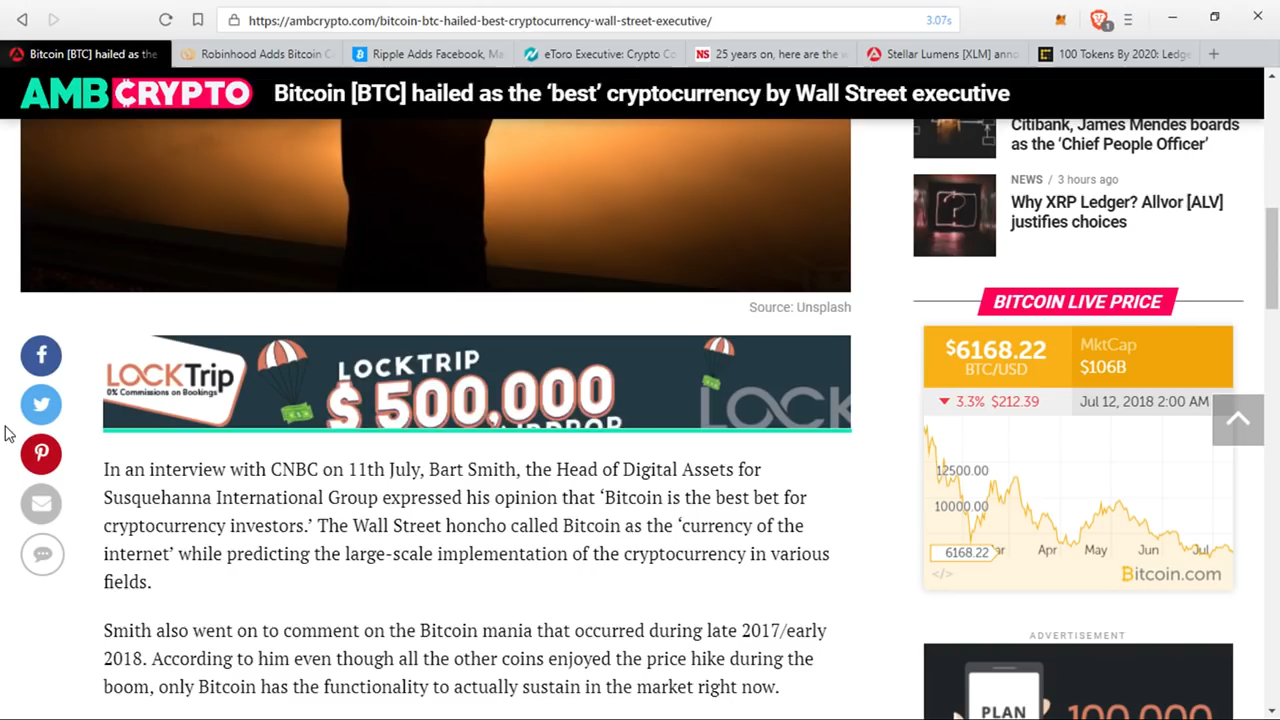 https://ambcrypto.com/bitcoin-btc-hailed-best-cryptocurrency-wall-street-executive/
3.07s
1
Bitcoin [BTC] hailed as the
Robinhood Adds Bitcoin C
Ripple Adds Facebook, Ma
eToro Executive: Crypto Co
NS 25 years on, here are the w
Stellar Lumens [XLM] anno
100 Tokens By 2020: Ledge
AMBCRYPTO
Bitcoin [BTC] hailed as the ‘best’ cryptocurrency by Wall Street executive
Citibank, James Mendes boards
as the ‘Chief People Officer’
NEWS / 3 hours ago
Why XRP Ledger? Allvor [ALV]
justifies choices
Source: Unsplash
LOCKTrip
0% Commissions on Bookings
LOCKTRIP
$500,000
AIRDROP
LOCK
In an interview with CNBC on 11th July, Bart Smith, the Head of Digital Assets for
Susquehanna International Group expressed his opinion that ‘Bitcoin is the best bet for
cryptocurrency investors.’ The Wall Street honcho called Bitcoin as the ‘currency of the
internet’ while predicting the large-scale implementation of the cryptocurrency in various
fields.
Smith also went on to comment on the Bitcoin mania that occurred during late 2017/early
2018. According to him even though all the other coins enjoyed the price hike during the
boom, only Bitcoin has the functionality to actually sustain in the market right now.
BITCOIN LIVE PRICE
$6168.22
BTC/USD
MktCap
$106B
3.3% $212.39
Jul 12, 2018 2:00 AM
12500.00
10000.00
6168.22
ar Apr May Jun Jul
</>
Bitcoin.com
ADVERTISEMENT
PLAN
100,000